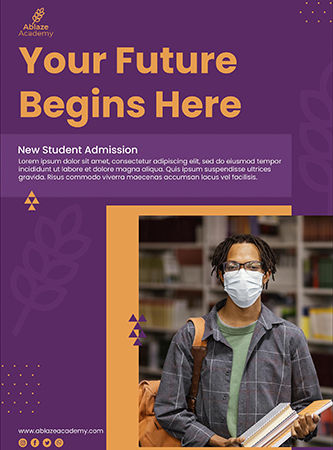 Ablaze
Academy
Your Future
Begins Here
New Student Admission
Lorem ipsum dolor sit amet, consectetur adipiscing elit, sed do eiusmod tempor
incididunt ut labore et dolore magna aliqua. Quis ipsum suspendisse ultrices
gravida. Risus commodo viverra maecenas accumsan lacus vel facilisis.
www.ablazeacademy.com